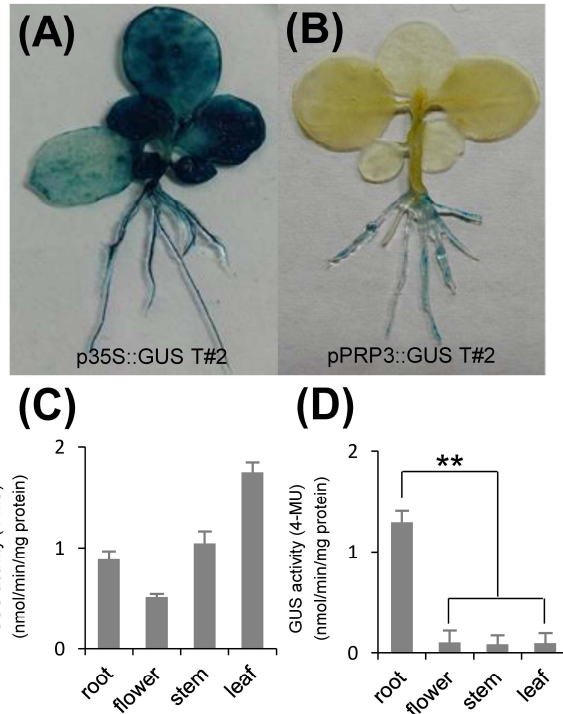 (A)
(B)
p35S::GUS T#2
pPRP3::GUS T#2
(C)
(D)
(nmol/min/mg protein)
2
1
0
root
flower
stem
leaf
GUS activity (4-MU)
(nmol/min/mg protein)
2
1
0
**
root
flower
stem
leaf